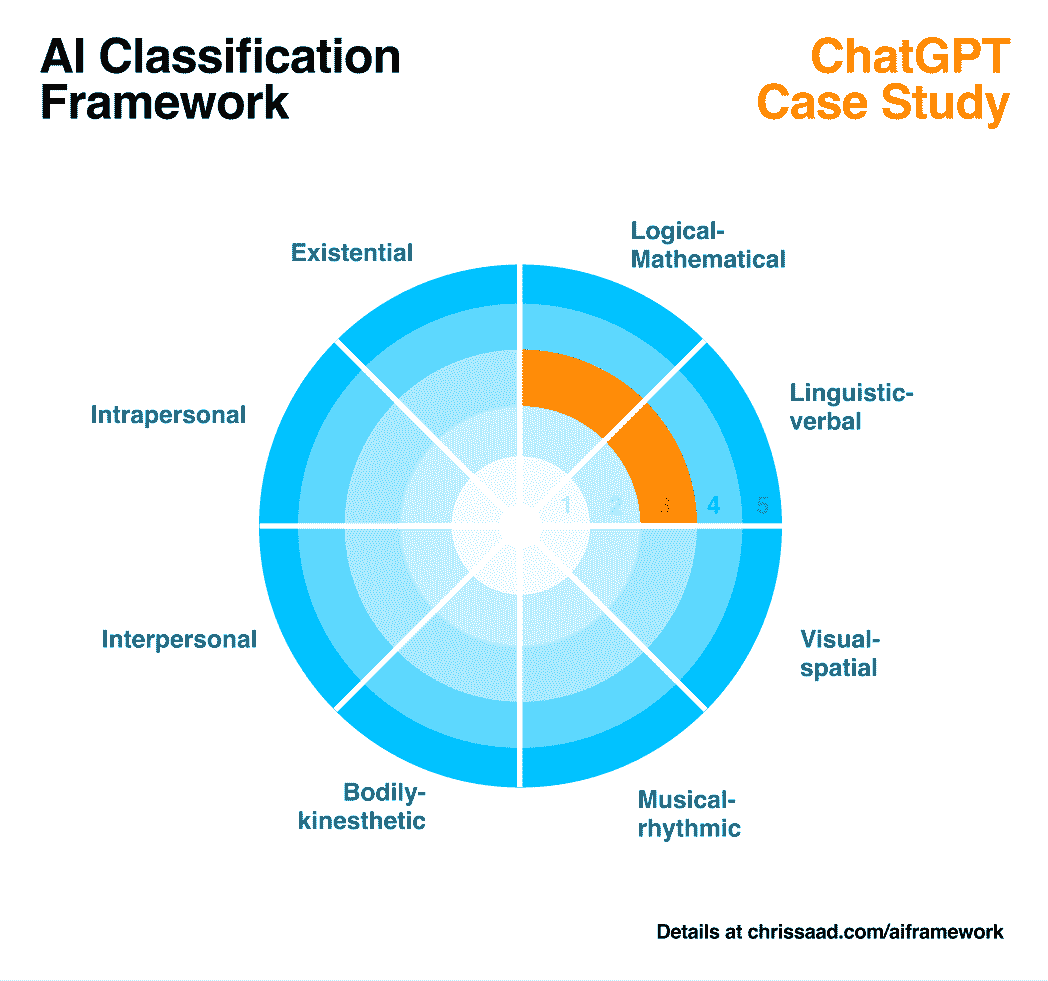 AI Classification
Framework
ChatGPT
Case Study
Existential
Logical-
Mathematical
Intrapersonal
Linguistic-
verbal
1 2 3 4 5
Interpersonal
Visual-
spatial
Bodily-
kinesthetic
Musical-
rhythmic
Details at chrissaad.com/aiframework